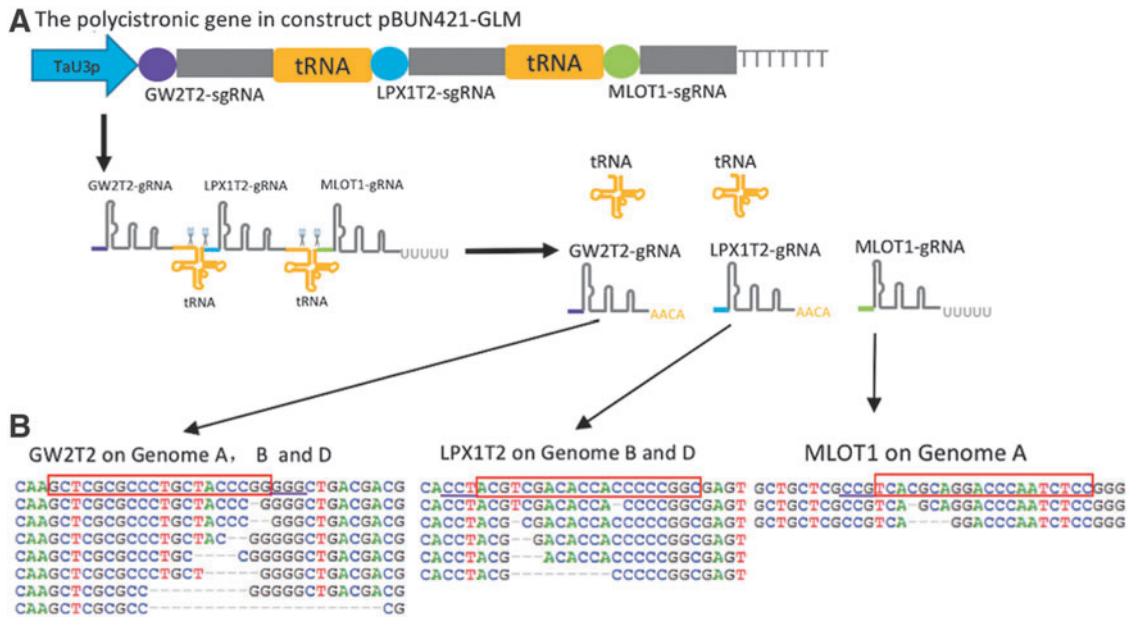 A The polycistronic gene in construct pBUN421-GLM
TaU3p
tRNA
tRNA
TTTTTTT
GW2T2-sgRNA
LPX1T2-sgRNA
MLOT1-sgRNA
GW2T2-gRNA
LPX1T2-gRNA
MLOT1-gRNA
UUUUU
tRNA
tRNA
tRNA
tRNA
GW2T2-gRNA
LPX1T2-gRNA
MLOT1-gRNA
AACA
AACA
UUUUU
B
GW2T2 on Genome A, B and D
CAAGCTCGCGCCCTGCTACCCGGGGGCTGACGACG
CAAGCTCGCGCCCTGCTACCC-GGGGCTGACGACG
CAAGCTCGCGCCCTGCTACCC--GGGCTGACGACG
CAAGCTCGCGCCCTGCTAC--GGGGGCTGACGACG
CAAGCTCGCGCCCTGC----CGGGGGCTGACGACG
CAAGCTCGCGCCCTGCT-----GGGGCTGACGACG
CAAGCTCGCGCC---------GGGGGCTGACGACG
CAAGCTCGCGCC---------------------CG
LPX1T2 on Genome B and D
CACCTACGTCGACACCACCCCCGGCGAGT
CACCTACGTCGACACCA-CCCCGGCGAGT
CACCTACG-CGACACCACCCCCGGCGAGT
CACCTACG--GACACCACCCCCGGCGAGT
CACCTACG---ACACCACCCCCGGCGAGT
CACCTACG---------CCCCCGGCGAGT
MLOT1 on Genome A
GCTGCTCGCCGTCACGCAGGACCCAATCTCCGGG
GCTGCTCGCCGTCA-GCAGGACCCAATCTCCGGG
GCTGCTCGCCGTCA----GGACCCAATCTCCGGG